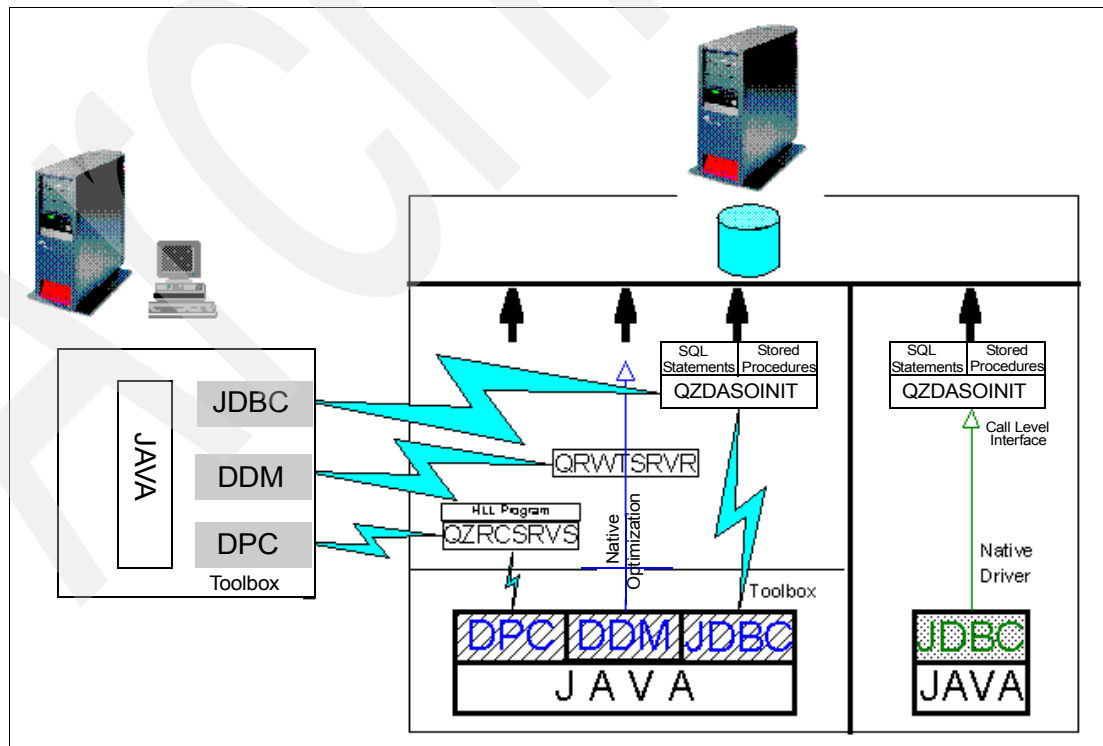 SQL
Statements
Stored
Procedures
QZDASOINIT
SQL
Statements
Stored
Procedures
QZDASOINIT
JAVA
JDBC
DDM
DPC
Toolbox
Call Level
Interface
QRWTSRVR
HLL Program
QZRCSRVS
Native
Optimization
Native
Driver
Toolbox
DPC
DDM
JDBC
J A V A
JDBC
JAVA